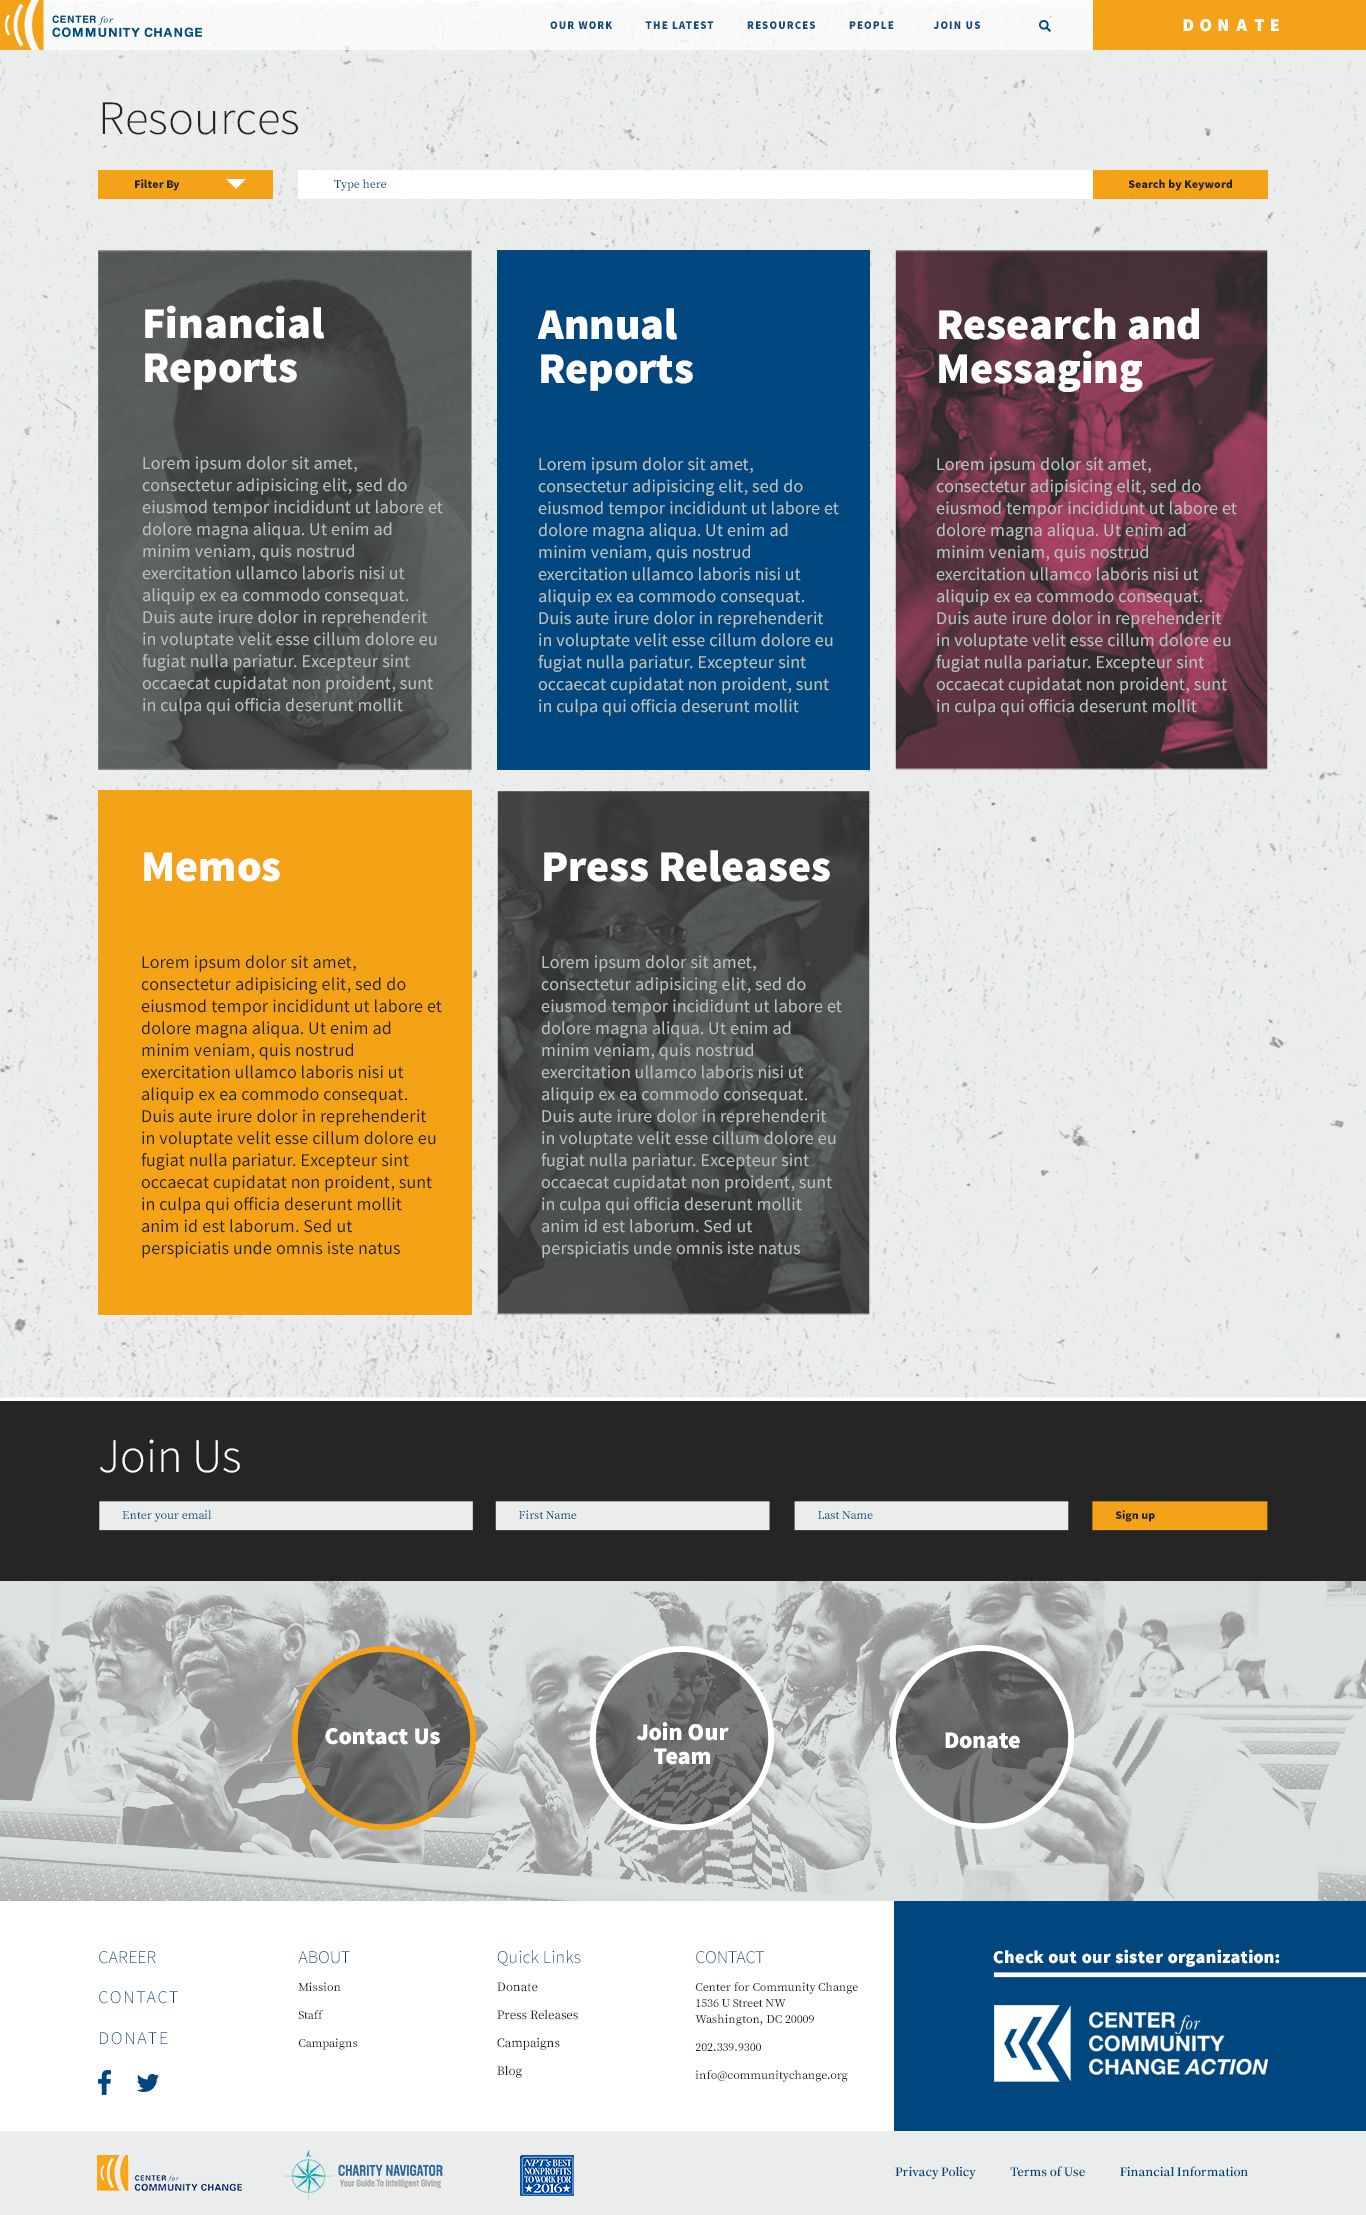 CENTER for
COMMUNITY CHANGE
OUR WORK
THE LATEST
RESOURCES
PEOPLE
JOIN US
DONATE
Resources
Filter By
Type here
Search by Keyword
Financial
Reports
Lorem ipsum dolor sit amet,
consectetur adipisicing elit, sed do
eiusmod tempor incididunt ut labore et
dolore magna aliqua. Ut enim ad
minim veniam, quis nostrud
exercitation ullamco laboris nisi ut
aliquip ex ea commodo consequat.
Duis aute irure dolor in reprehenderit
in voluptate velit esse cillum dolore eu
fugiat nulla pariatur. Excepteur sint
occaecat cupidatat non proident, sunt
in culpa qui officia deserunt mollit
Annual
Reports
Lorem ipsum dolor sit amet,
consectetur adipisicing elit, sed do
eiusmod tempor incididunt ut labore et
dolore magna aliqua. Ut enim ad
minim veniam, quis nostrud
exercitation ullamco laboris nisi ut
aliquip ex ea commodo consequat.
Duis aute irure dolor in reprehenderit
in voluptate velit esse cillum dolore eu
fugiat nulla pariatur. Excepteur sint
occaecat cupidatat non proident, sunt
in culpa qui officia deserunt mollit
Research and
Messaging
Lorem ipsum dolor sit amet,
consectetur adipisicing elit, sed do
eiusmod tempor incididunt ut labore et
dolore magna aliqua. Ut enim ad
minim veniam, quis nostrud
exercitation ullamco laboris nisi ut
aliquip ex ea commodo consequat.
Duis aute irure dolor in reprehenderit
in voluptate velit esse cillum dolore eu
fugiat nulla pariatur. Excepteur sint
occaecat cupidatat non proident, sunt
in culpa qui officia deserunt mollit
Memos
Lorem ipsum dolor sit amet,
consectetur adipisicing elit, sed do
eiusmod tempor incididunt ut labore et
dolore magna aliqua. Ut enim ad
minim veniam, quis nostrud
exercitation ullamco laboris nisi ut
aliquip ex ea commodo consequat.
Duis aute irure dolor in reprehenderit
in voluptate velit esse cillum dolore eu
fugiat nulla pariatur. Excepteur sint
occaecat cupidatat non proident, sunt
in culpa qui officia deserunt mollit
anim id est laborum. Sed ut
perspiciatis unde omnis iste natus
Press Releases
Lorem ipsum dolor sit amet,
consectetur adipisicing elit, sed do
eiusmod tempor incididunt ut labore et
dolore magna aliqua. Ut enim ad
minim veniam, quis nostrud
exercitation ullamco laboris nisi ut
aliquip ex ea commodo consequat.
Duis aute irure dolor in reprehenderit
in voluptate velit esse cillum dolore eu
fugiat nulla pariatur. Excepteur sint
occaecat cupidatat non proident, sunt
in culpa qui officia deserunt mollit
anim id est laborum. Sed ut
perspiciatis unde omnis iste natus
Join Us
Enter your email
First Name
Last Name
Sign up
Contact Us
Join Our
Team
Donate
CAREER
CONTACT
DONATE
ABOUT
Mission
Staff
Campaigns
Quick Links
Donate
Press Releases
Campaigns
Blog
CONTACT
Center for Community Change
1536 U Street NW
Washington, DC 20009
202.339.9300
info@communitychange.org
Check out our sister organization:
CENTER for
COMMUNITY
CHANGE ACTION
CENTER for
COMMUNITY CHANGE
CHARITY NAVIGATOR
Your Guide To Intelligent Giving
NPT's BEST
NONPROFITS
TO WORK FOR
2016
Privacy Policy
Terms of Use
Financial Information